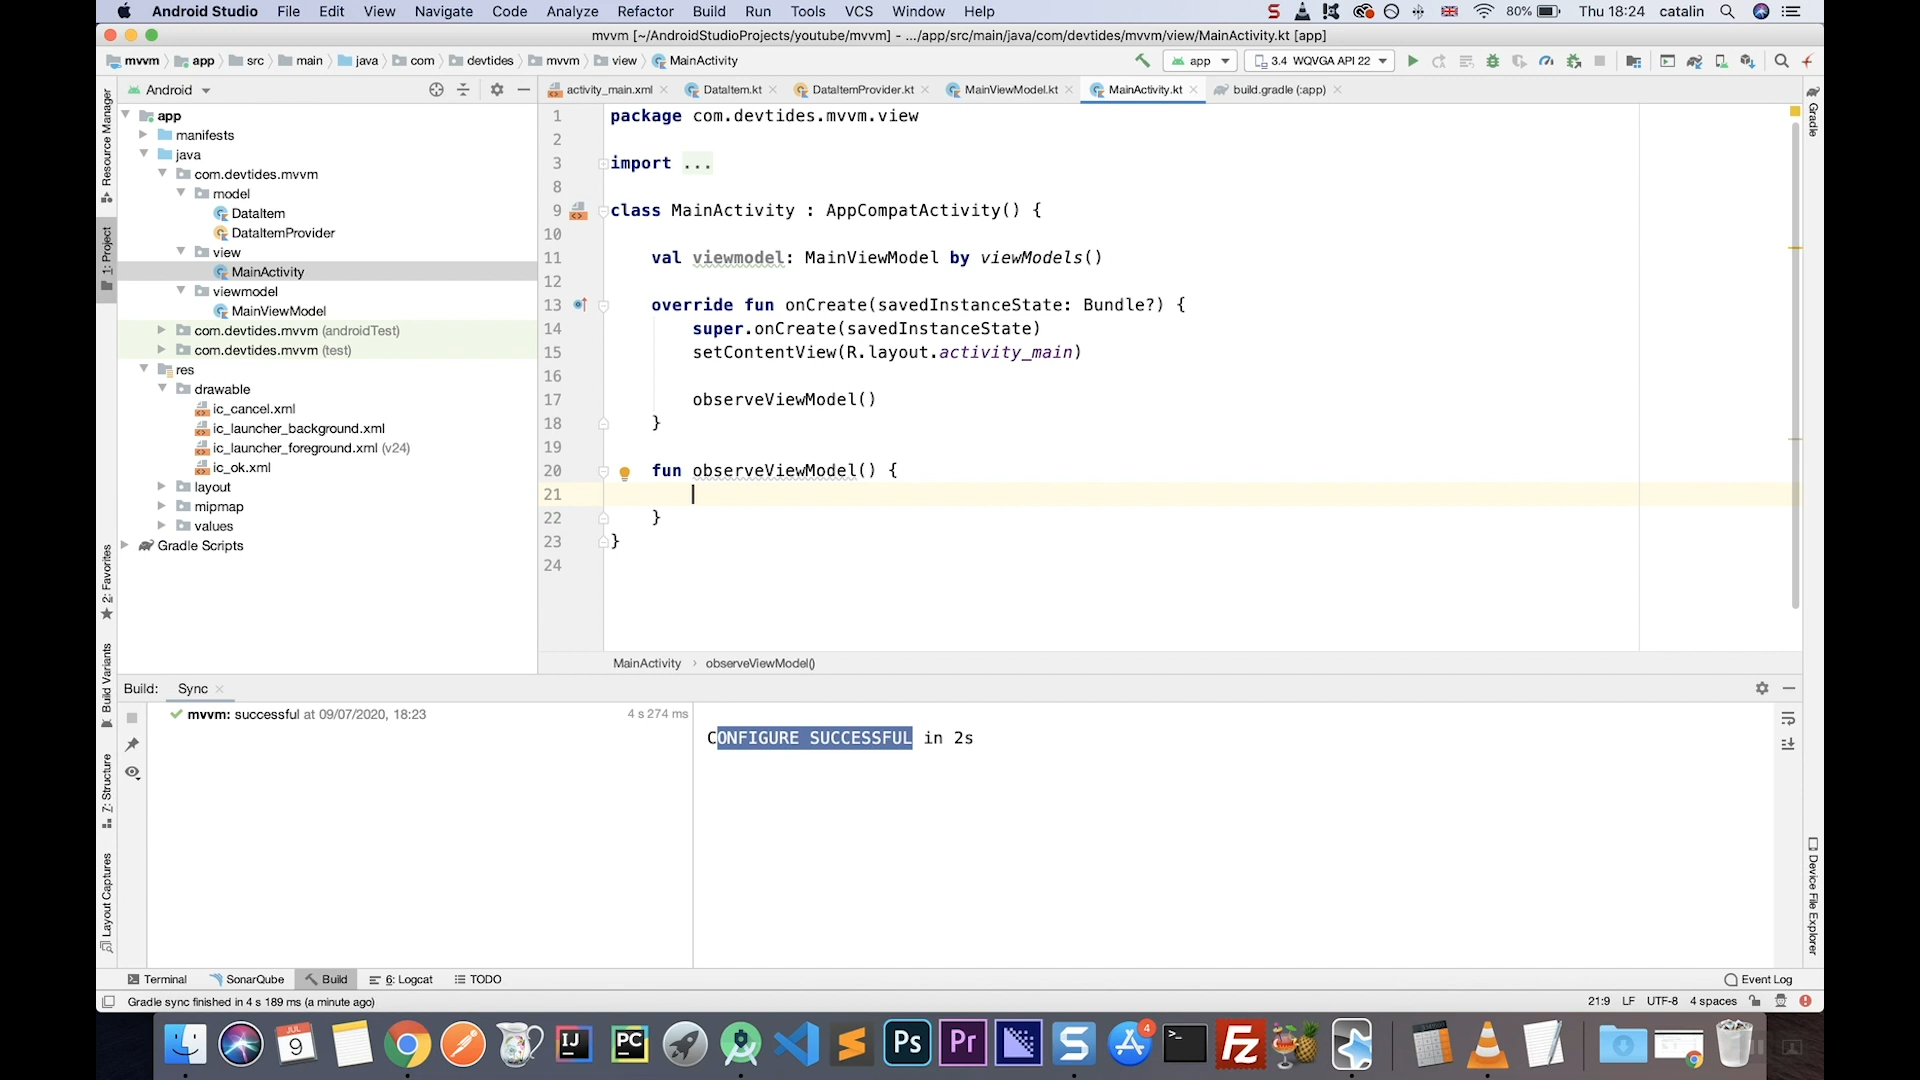 Android Studio File Edit View Navigate Code Analyze Refactor Build Run Tools VCS Window Help 80% Thu 18:24 catalin
mvvm [~/AndroidStudioProjects/youtube/mvvm] - .../app/src/main/java/com/devtides/mvvm/view/MainActivity.kt [app]
mvvm app src main java com devtides mvvm view MainActivity app 3.4 WQVGA API 22
Android activity_main.xml DataItem.kt DataItemProvider.kt MainViewModel.kt MainActivity.kt build.gradle (:app)
Resource Manager
1: Project
2: Favorites
Build Variants
7: Structure
Layout Captures
app
manifests
java
com.devtides.mvvm
model
DataItem
DataItemProvider
view
MainActivity
viewmodel
MainViewModel
com.devtides.mvvm (androidTest)
com.devtides.mvvm (test)
res
drawable
ic_cancel.xml
ic_launcher_background.xml
ic_launcher_foreground.xml (v24)
ic_ok.xml
layout
mipmap
values
Gradle Scripts
1 package com.devtides.mvvm.view
2
3 import ...
8
9 class MainActivity : AppCompatActivity() {
10
11 val viewmodel: MainViewModel by viewModels()
12
13 override fun onCreate(savedInstanceState: Bundle?) {
14 super.onCreate(savedInstanceState)
15 setContentView(R.layout.activity_main)
16
17 observeViewModel()
18 }
19
20 fun observeViewModel() {
21
22 }
23 }
24
MainActivity › observeViewModel()
Gradle
Device File Explorer
Build: Sync
mvvm: successful at 09/07/2020, 18:23 4 s 274 ms
CONFIGURE SUCCESSFUL in 2s
Terminal SonarQube Build 6: Logcat TODO Event Log
Gradle sync finished in 4 s 189 ms (a minute ago) 21:9 LF UTF-8 4 spaces
JUL
9
IJ
PC
Ps
Pr
S
4
>_
Fz